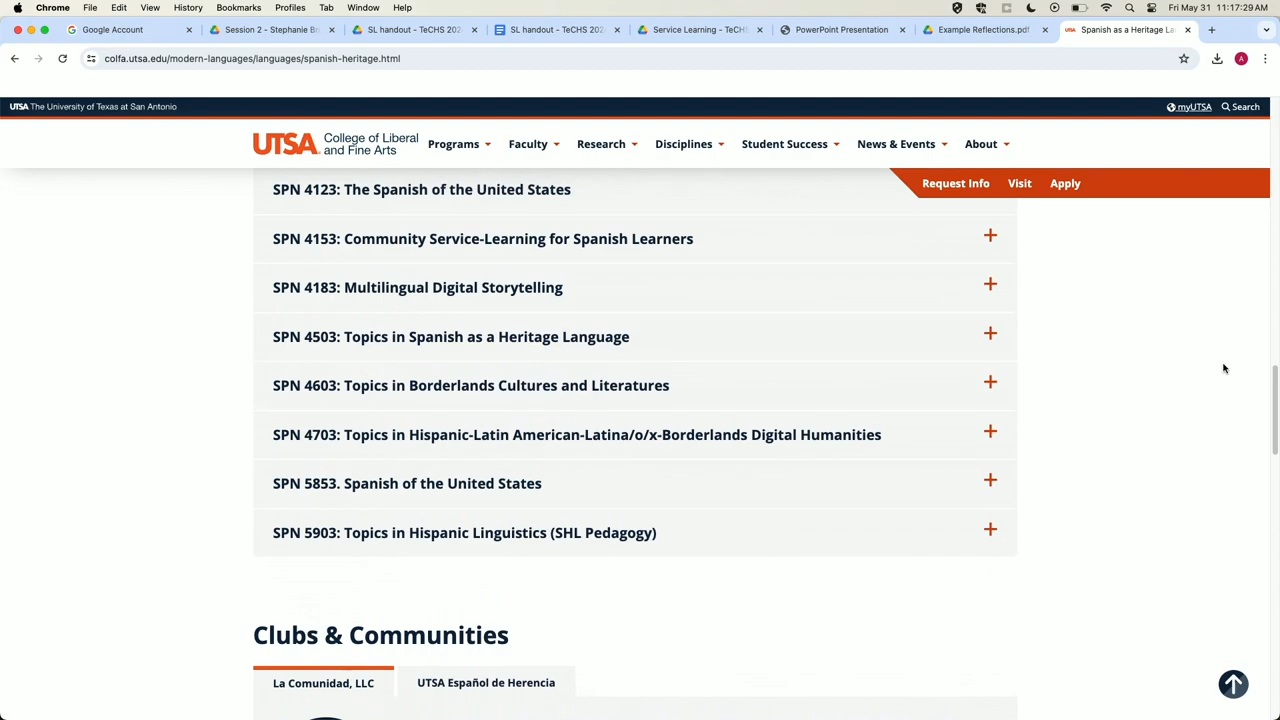 Chrome File Edit View History Bookmarks Profiles Tab Window Help Fri May 31 11:17:29 AM
Google Account Session 2 - Stephanie Br SL handout - TeCHS 202 SL handout - TeCHS 202 Service Learning - TeCHS PowerPoint Presentation Example Reflections.pdf Spanish as a Heritage La
colfa.utsa.edu/modern-languages/languages/spanish-heritage.html A
UTSA The University of Texas at San Antonio myUTSA Search
UTSA College of Liberal and Fine Arts Programs Faculty Research Disciplines Student Success News & Events About
Request Info Visit Apply
SPN 4123: The Spanish of the United States
SPN 4153: Community Service-Learning for Spanish Learners
SPN 4183: Multilingual Digital Storytelling
SPN 4503: Topics in Spanish as a Heritage Language
SPN 4603: Topics in Borderlands Cultures and Literatures
SPN 4703: Topics in Hispanic-Latin American-Latina/o/x-Borderlands Digital Humanities
SPN 5853. Spanish of the United States
SPN 5903: Topics in Hispanic Linguistics (SHL Pedagogy)
Clubs & Communities
La Comunidad, LLC UTSA Español de Herencia